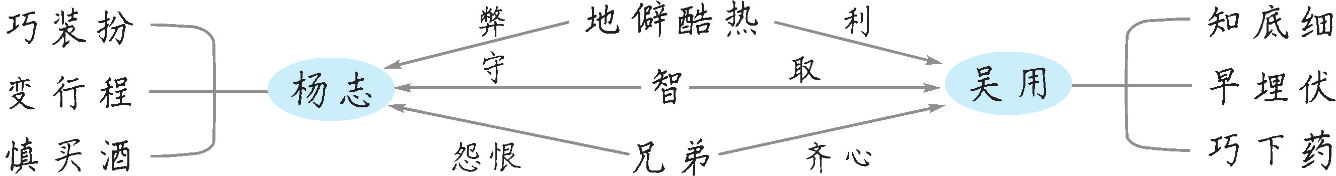 巧装扮
变行程
慎买酒
杨志
弊 地僻酷热 利
守 智 取
怨恨 兄弟 齐心
吴用
知底细
早埋伏
巧下药